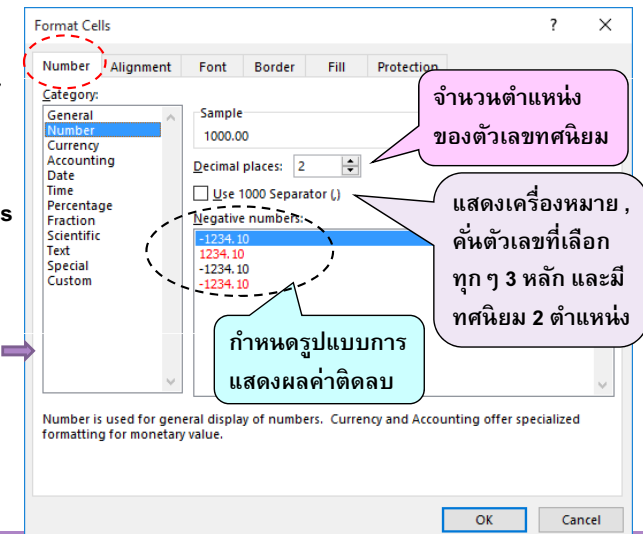 Format Cells ? ×
Number Alignment Font Border Fill Protection
Category:
General
Number
Currency
Accounting
Date
Time
Percentage
Fraction
Scientific
Text
Special
Custom
Sample
1000.00
Decimal places: 2
Use 1000 Separator (,)
Negative numbers:
-1234.10
1234.10
-1234.10
-1234.10
จำนวนตำแหน่ง
ของตัวเลขทศนิยม
แสดงเครื่องหมาย ,
คั่นตัวเลขที่เลือก
ทุก ๆ 3 หลัก และมี
ทศนิยม 2 ตำแหน่ง
กำหนดรูปแบบการ
แสดงผลค่าติดลบ
s
Number is used for general display of numbers. Currency and Accounting offer specialized
formatting for monetary value.
OK Cancel